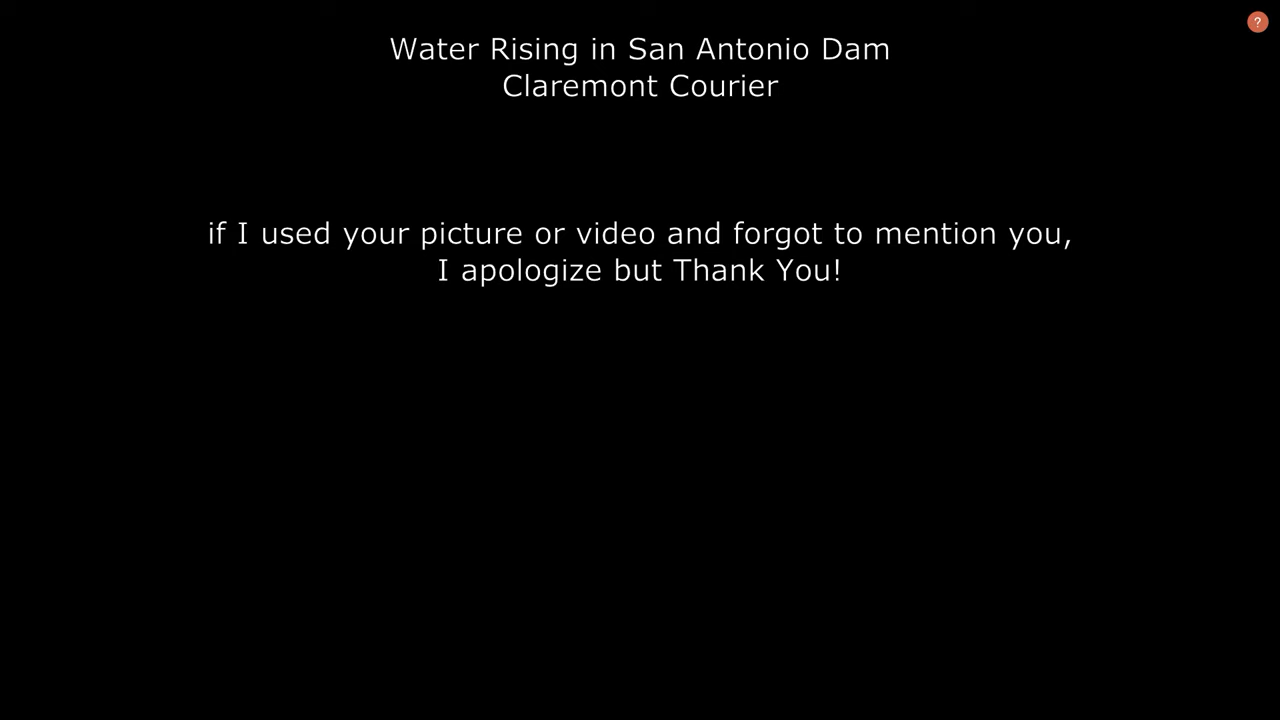 ?
Water Rising in San Antonio Dam
Claremont Courier
if I used your picture or video and forgot to mention you,
I apologize but Thank You!